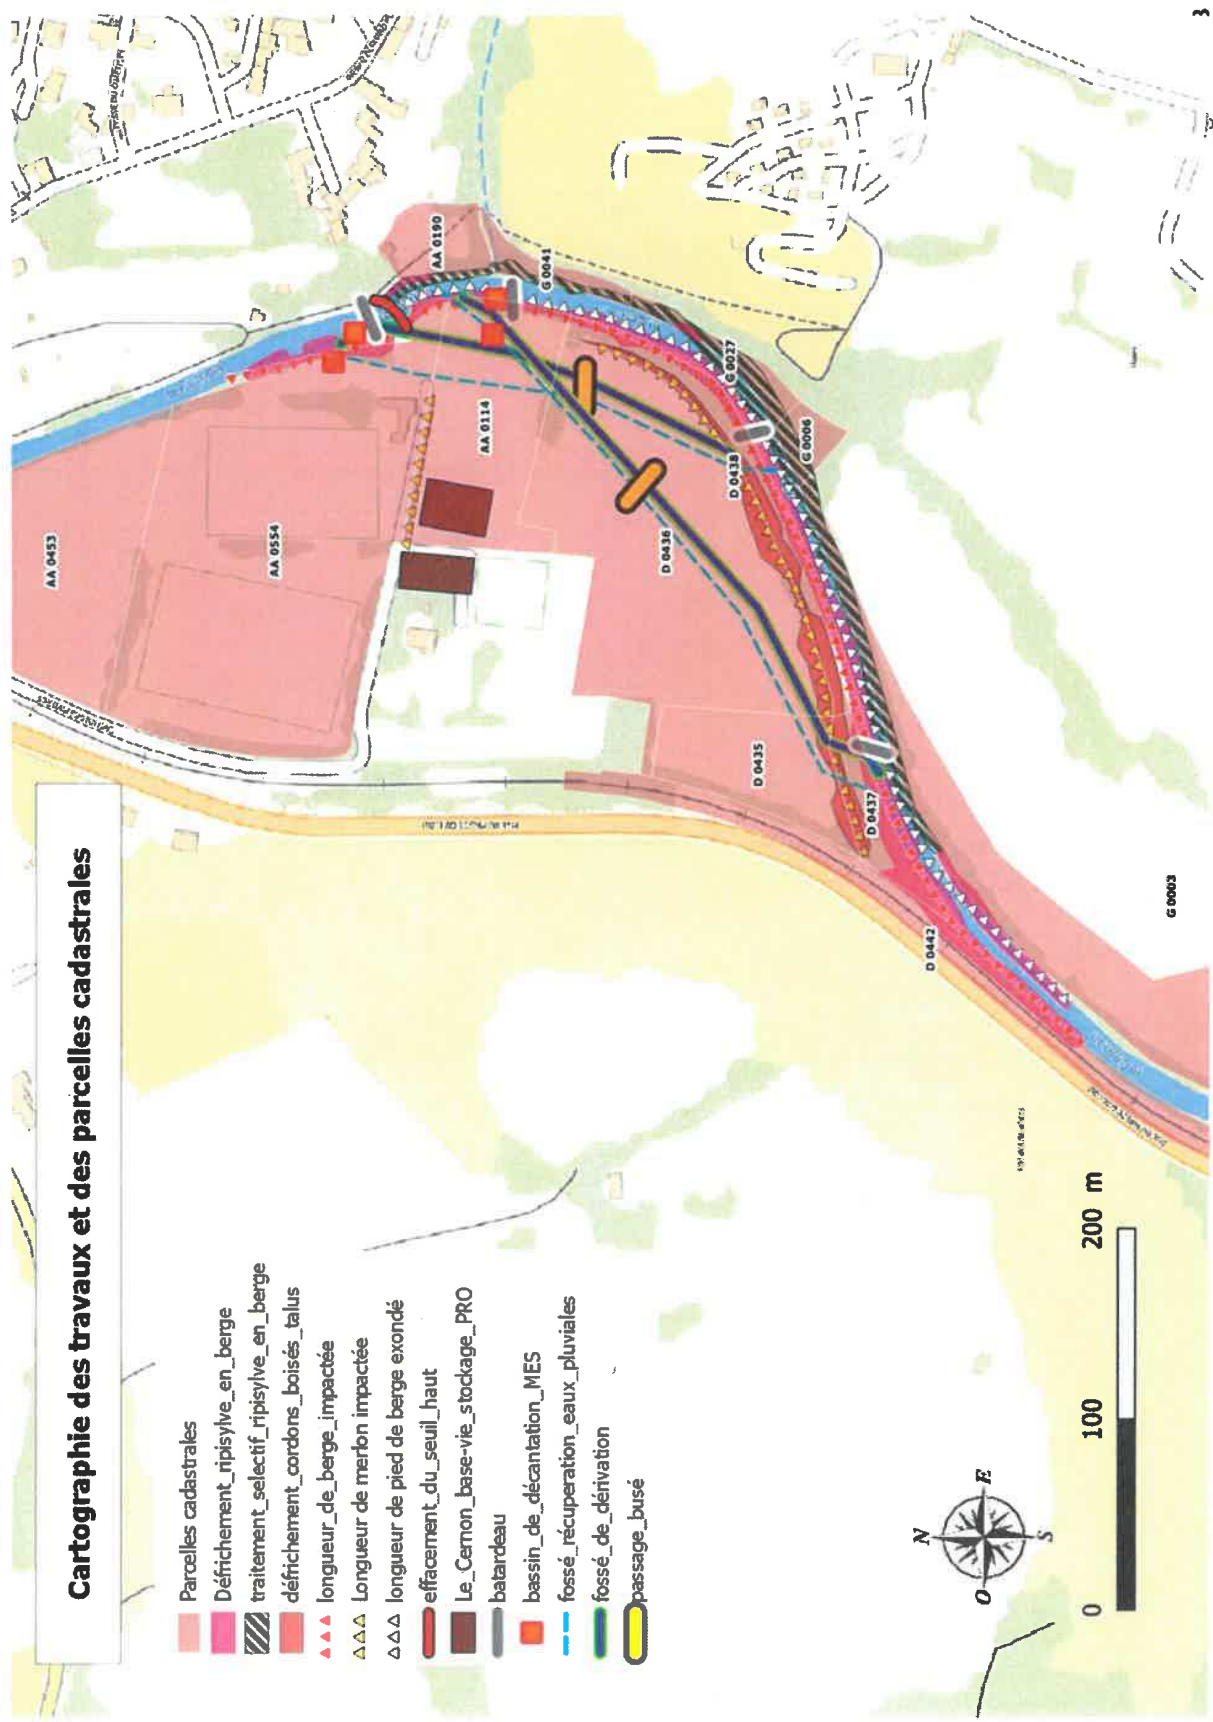 Cartographie des travaux et des parcelles cadastrales
Parcelles cadastrales
Défrichement_ripisylve_en_berge
traitement_selectif_ripisylve_en_berge
défrichement_cordons_boisés_talus
longueur_de_berge_impactée
Longueur de merlon impactée
longueur de pied de berge exondé
effacement_du_seuil_haut
Le_Cernon_base-vie_stockage_PRO
batardeau
bassin_de_décantation_MES
fossé_récuperation_eaux_pluviales
fossé_de_dérivation
passage_busé
N
O
E
S
0
100
200 m
AA 0453
AA 0554
AA 0114
AA 0190
G 0041
G 0027
G 0006
D 0438
D 0436
D 0435
D 0437
D 0442
G 0003
3